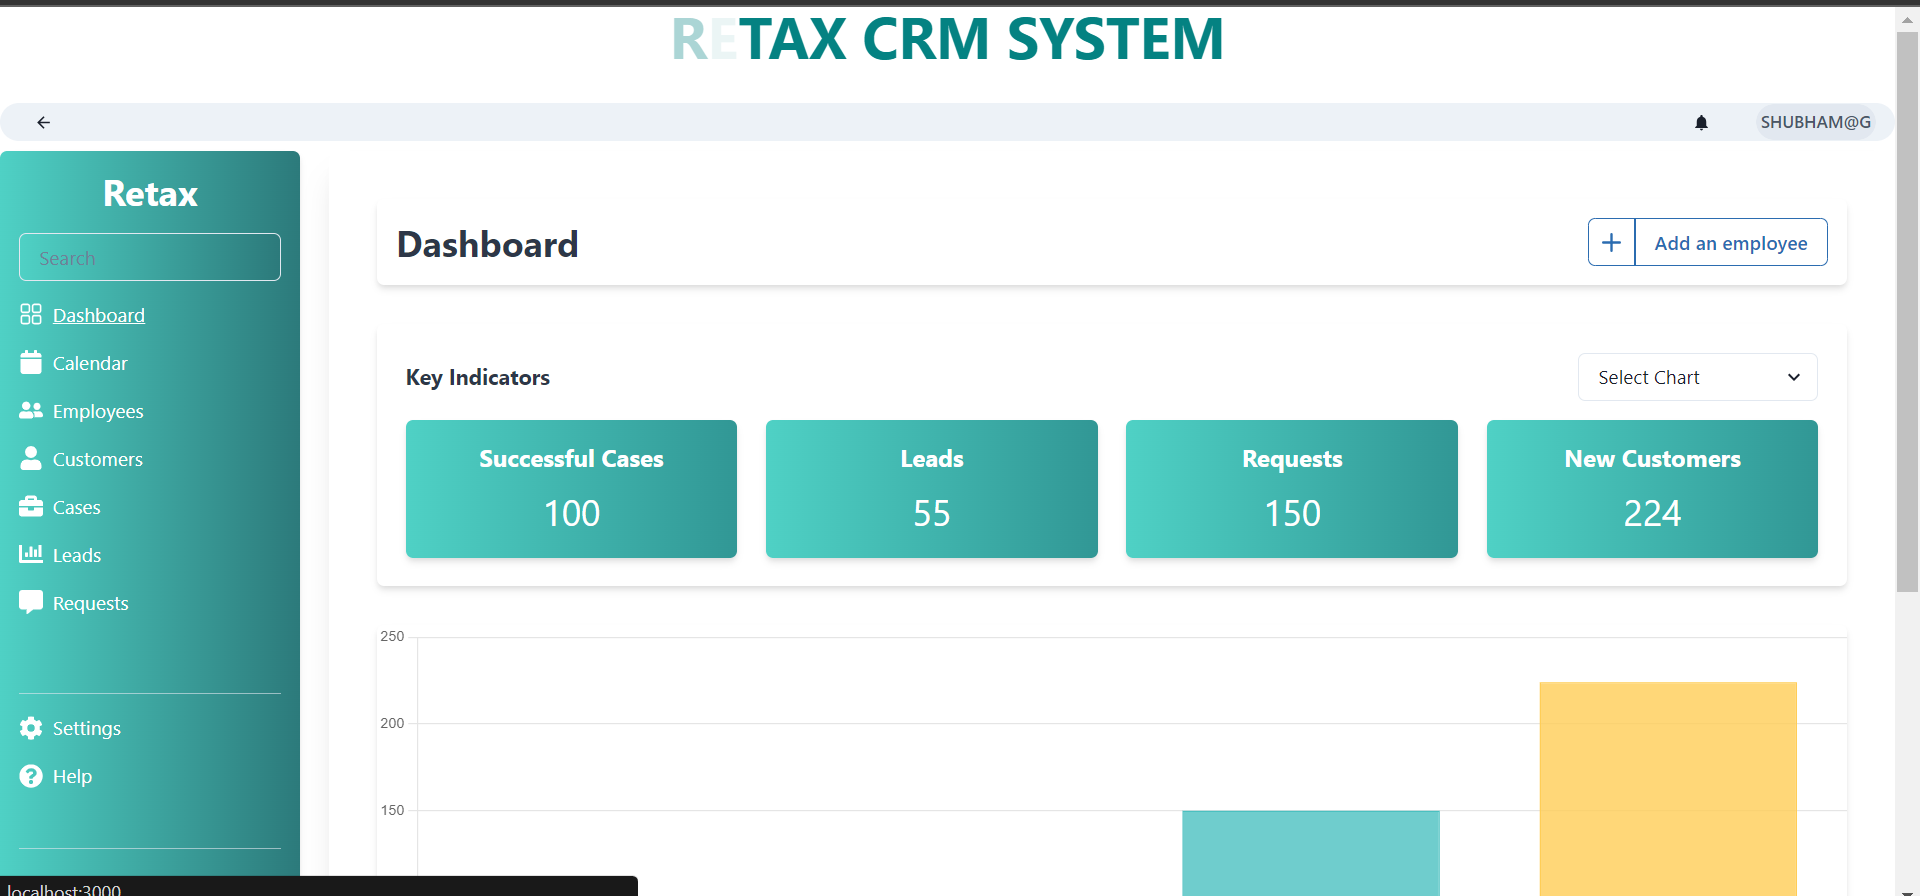 RETAX CRM SYSTEM
SHUBHAM@G
Retax
Search
Dashboard
Calendar
Employees
Customers
Cases
Leads
Requests
Settings
Help
Dashboard
+ Add an employee
Key Indicators
Select Chart
Successful Cases
100
Leads
55
Requests
150
New Customers
224
250
200
150
localhost:3000